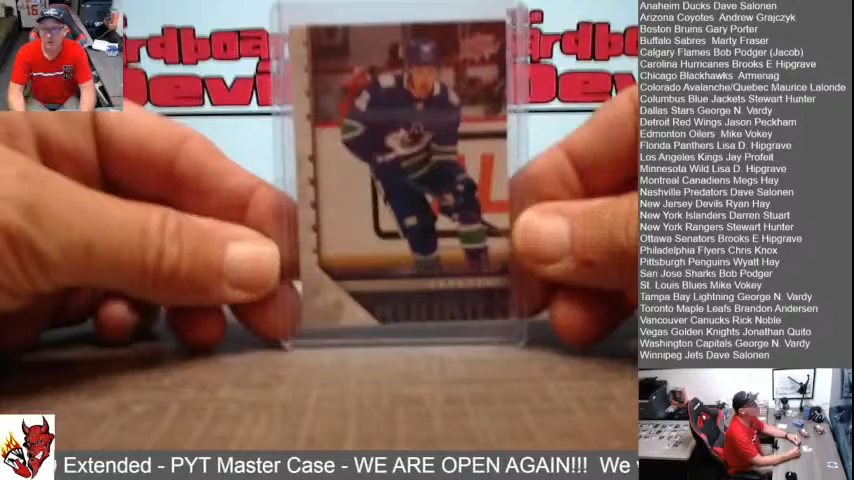 Anaheim Ducks Dave Salonen
Arizona Coyotes Andrew Grajczyk
Boston Bruins Gary Porter
Buffalo Sabres Marty Fraser
Calgary Flames Bob Podger (Jacob)
Carolina Hurricanes Brooks E Hipgrave
Chicago Blackhawks Armenag
Colorado Avalanche/Quebec Maurice Lalonde
Columbus Blue Jackets Stewart Hunter
Dallas Stars George N. Vardy
Detroit Red Wings Jason Peckham
Edmonton Oilers Mike Vokey
Florida Panthers Lisa D. Hipgrave
Los Angeles Kings Jay Profeit
Minnesota Wild Lisa D. Hipgrave
Montreal Canadiens Megs Hay
Nashville Predators Dave Salonen
New Jersey Devils Ryan Hay
New York Islanders Darren Stuart
New York Rangers Stewart Hunter
Ottawa Senators Brooks E Hipgrave
Philadelphia Flyers Chris Knox
Pittsburgh Penguins Wyatt Hay
San Jose Sharks Bob Podger
St. Louis Blues Mike Vokey
Tampa Bay Lightning George N. Vardy
Toronto Maple Leafs Brandon Andersen
Vancouver Canucks Rick Noble
Vegas Golden Knights Jonathan Quito
Washington Capitals George N. Vardy
Winnipeg Jets Dave Salonen
Extended - PYT Master Case - WE ARE OPEN AGAIN!!! We